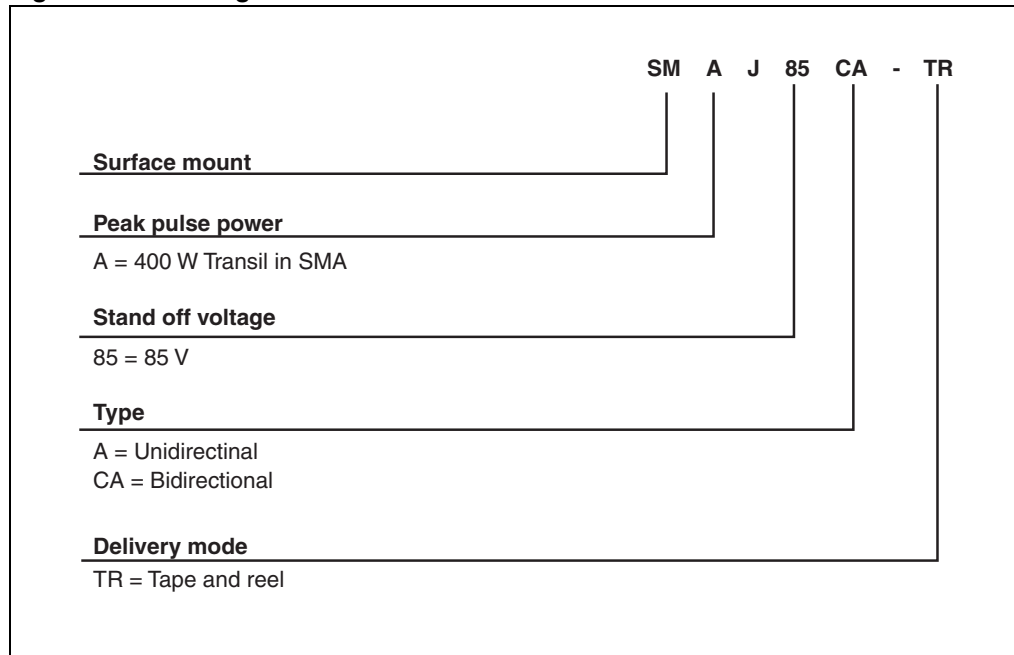 SM A J 85 CA - TR
Surface mount
Peak pulse power
A = 400 W Transil in SMA
Stand off voltage
85 = 85 V
Type
A = Unidirectinal
CA = Bidirectional
Delivery mode
TR = Tape and reel